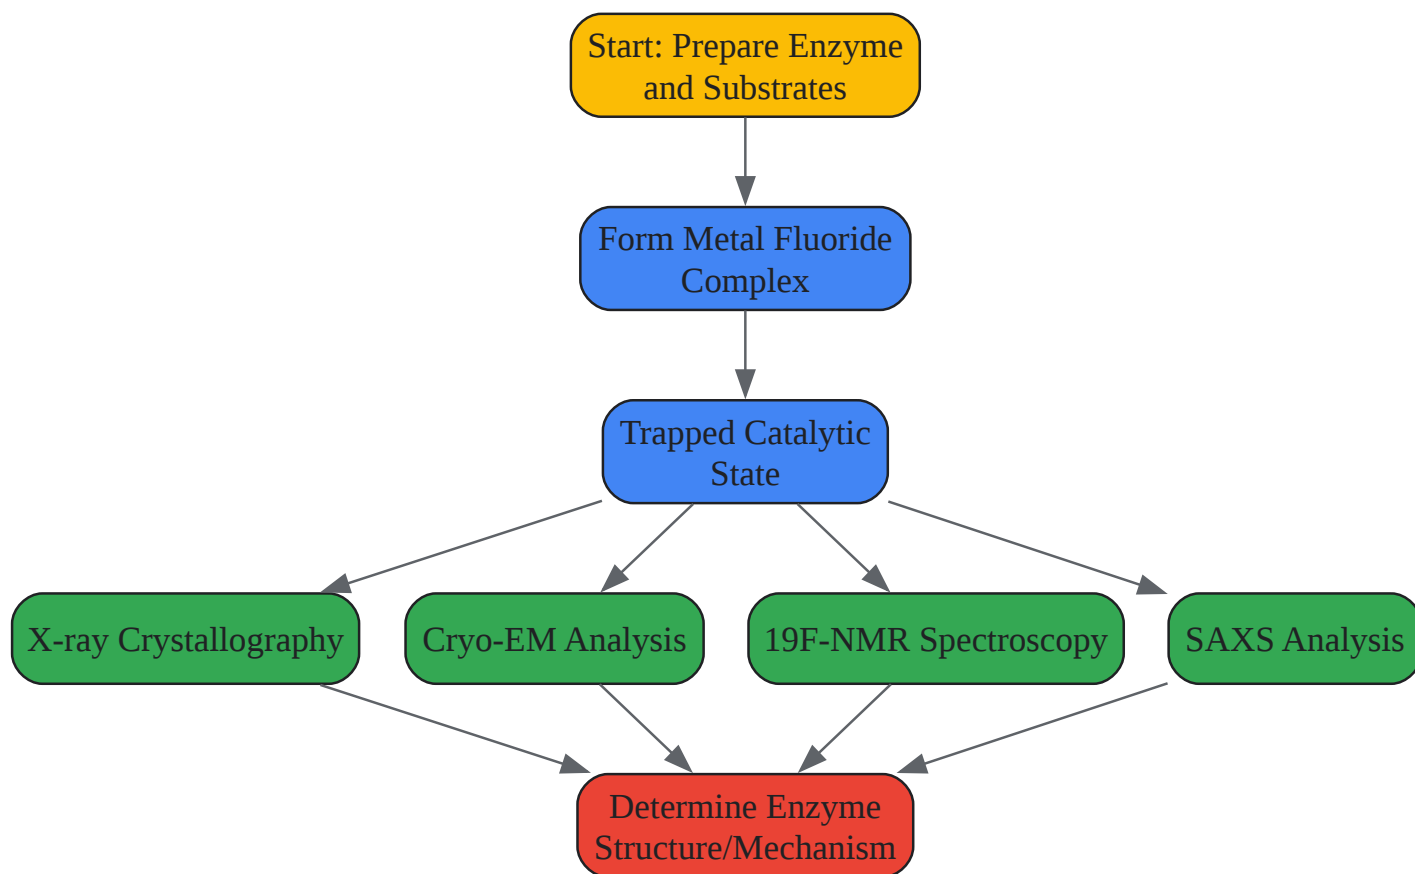 Start: Prepare Enzyme
and Substrates
Form Metal Fluoride
Complex
Trapped Catalytic
State
X-ray Crystallography
Cryo-EM Analysis
19F-NMR Spectroscopy
SAXS Analysis
Determine Enzyme
Structure/Mechanism